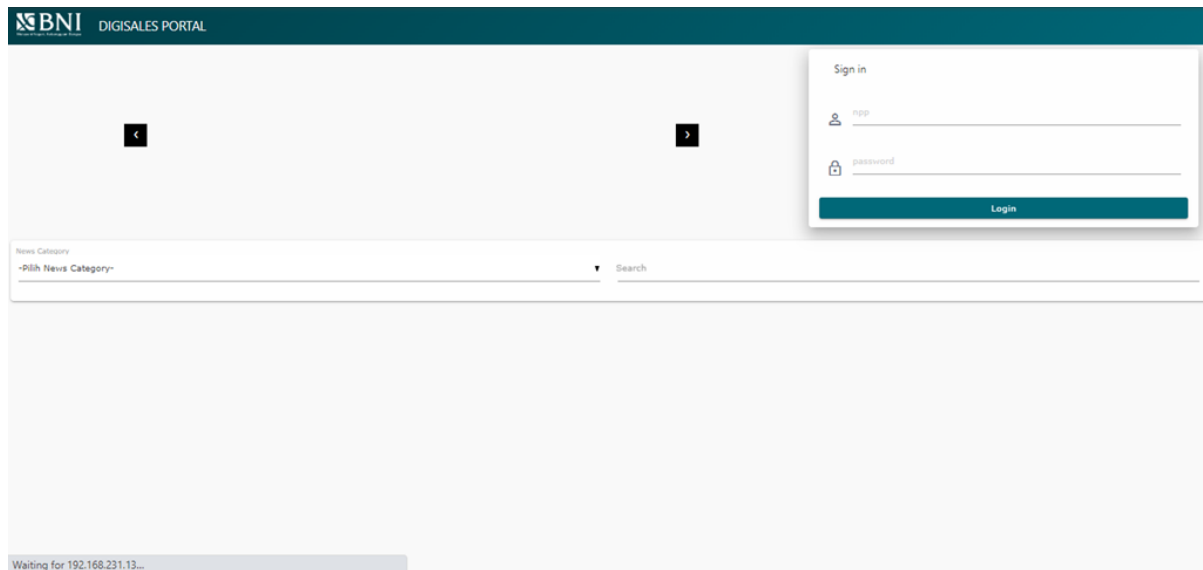 BNI DIGISALES PORTAL
Sign in
npp
password
Login
News Category
-Pilih News Category-
Search
Waiting for 192.168.231.13...